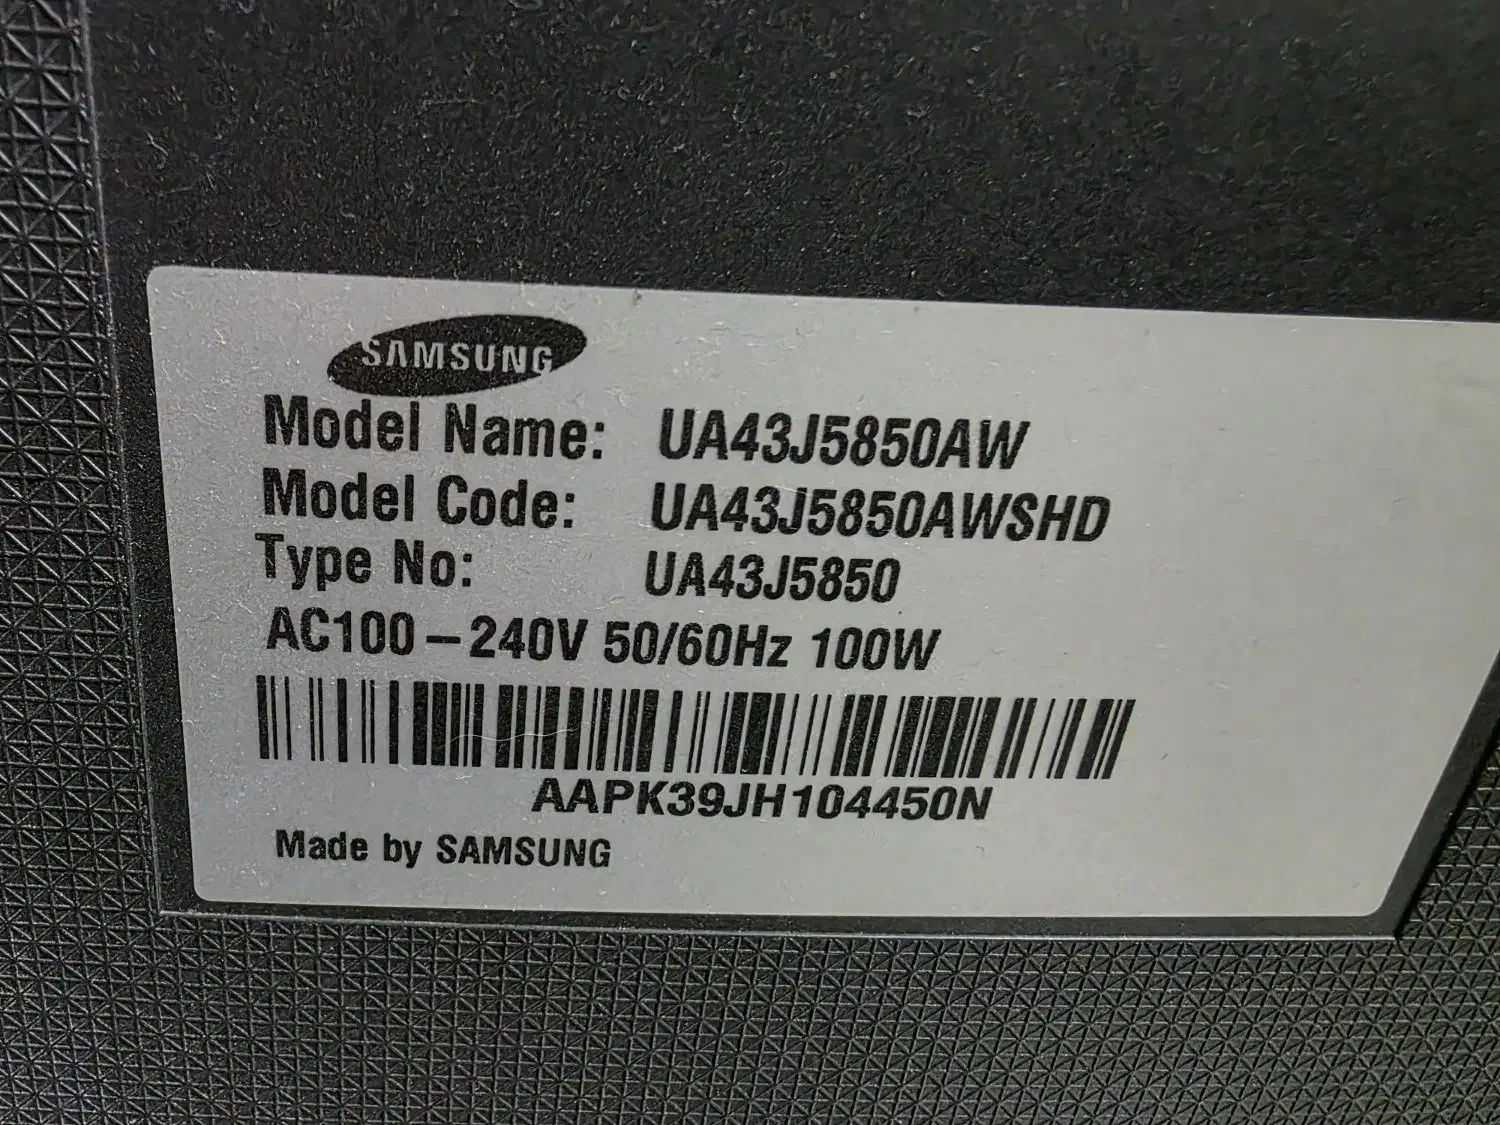 SAMSUNG
Model Name: UA43J5850AW
Model Code: UA43J5850AWSHD
Type No: UA43J5850
AC100-240V 50/60Hz 100W
AAPK39JH104450N
Made by SAMSUNG